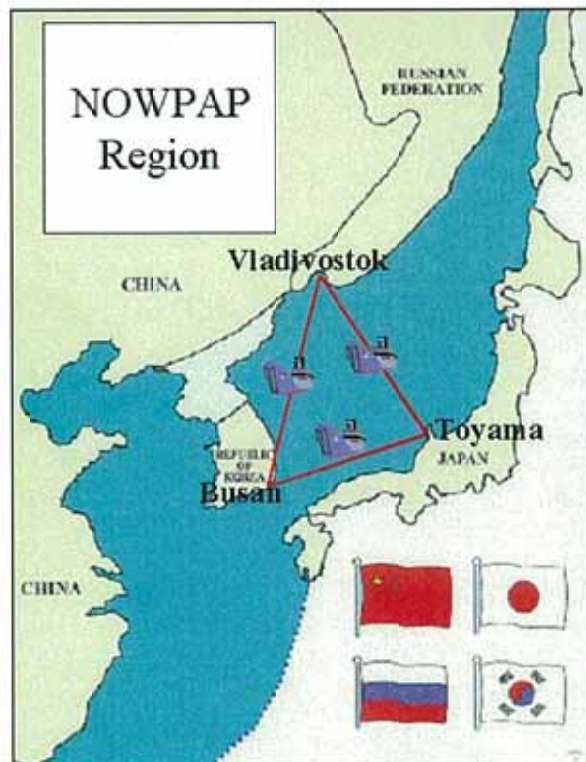 NOWPAP
Region
RUSSIAN
FEDERATION
Vladivostok
CHINA
Toyama
JAPAN
REPUBLIC
OF
KOREA
Busan
CHINA